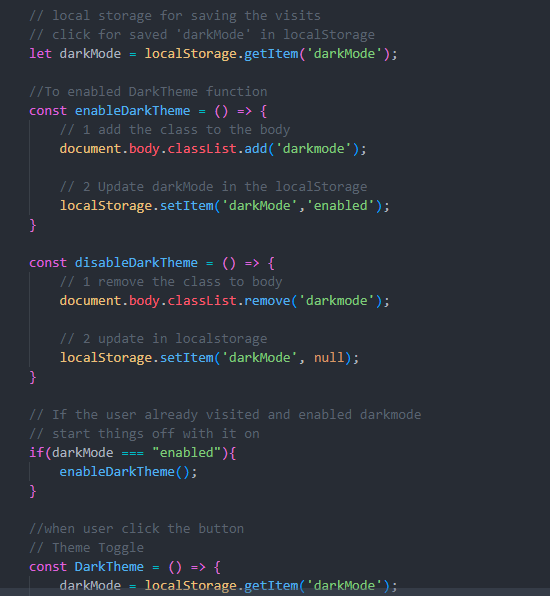 // local storage for saving the visits
// click for saved 'darkMode' in localStorage
let darkMode = localStorage.getItem('darkMode');
//To enabled DarkTheme function
const enableDarkTheme = () => {
// 1 add the class to the body
document.body.classList.add('darkmode');
// 2 Update darkMode in the localStorage
localStorage.setItem('darkMode','enabled');
}
const disableDarkTheme = () => {
// 1 remove the class to body
document.body.classList.remove('darkmode');
// 2 update in localstorage
localStorage.setItem('darkMode', null);
}
// If the user already visited and enabled darkmode
// start things off with it on
if(darkMode === "enabled"){
enableDarkTheme();
}
//when user click the button
// Theme Toggle
const DarkTheme = () => {
darkMode = localStorage.getItem('darkMode');